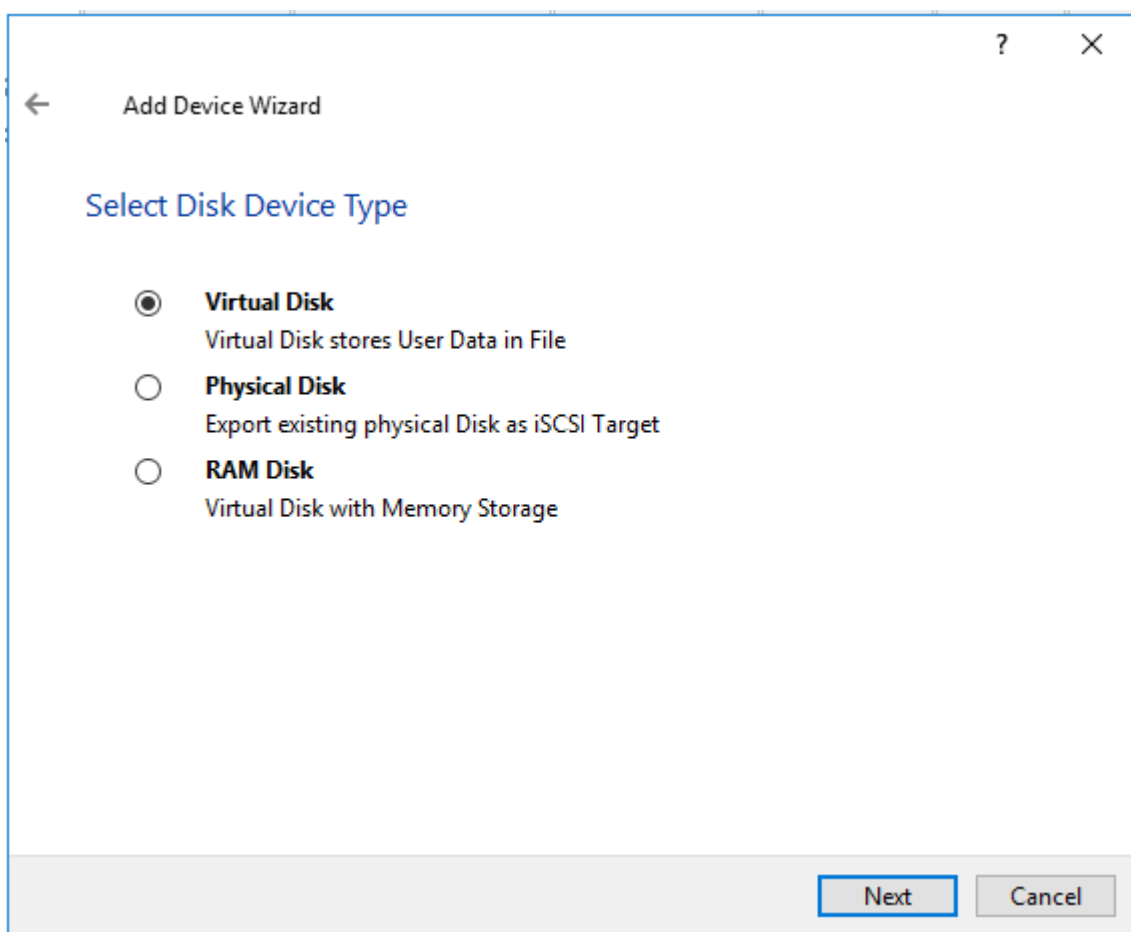 ?
Add Device Wizard
Select Disk Device Type
Virtual Disk
Virtual Disk stores User Data in File
Physical Disk
Export existing physical Disk as iSCSI Target
RAM Disk
Virtual Disk with Memory Storage
Next Cancel